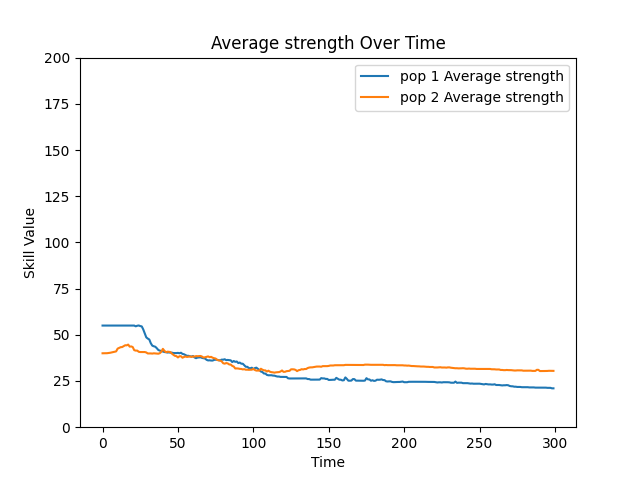 Average strength Over Time
200
175
150
125
100
75
50
25
0
Skill Value
pop 1 Average strength
pop 2 Average strength
0 50 100 150 200 250 300
Time